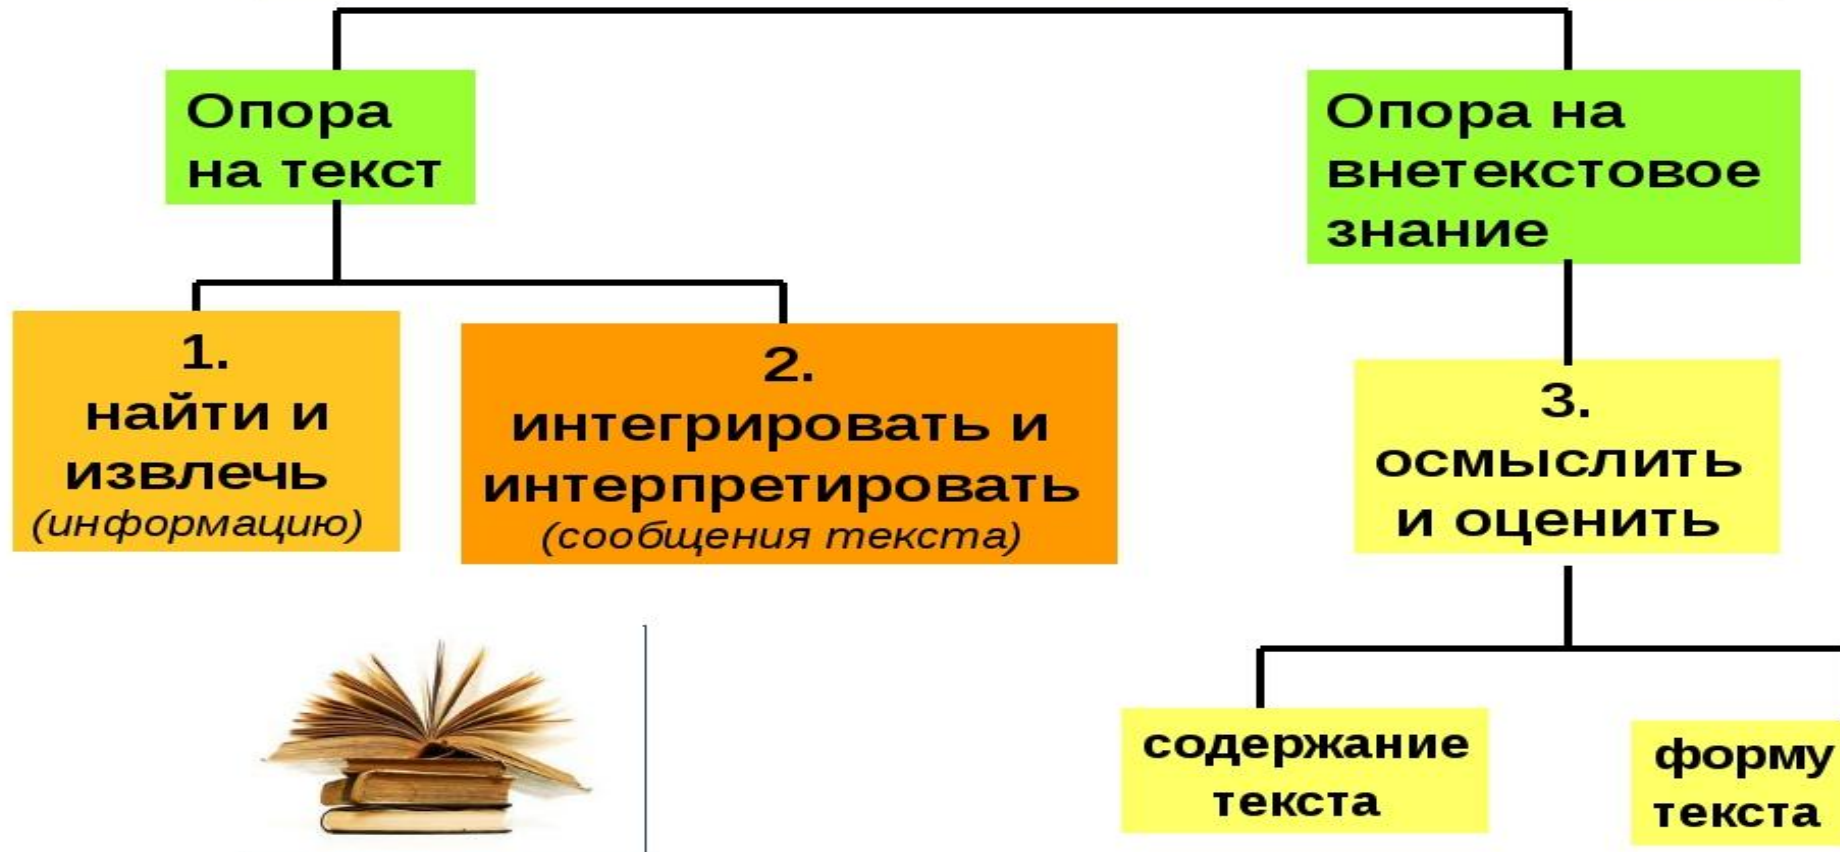 Опора
на текст
Опора на
внетекстовое
знание
1.
найти и
извлечь
(информацию)
2.
интегрировать и
интерпретировать
(сообщения текста)
3.
осмыслить
и оценить
содержание
текста
форму
текста